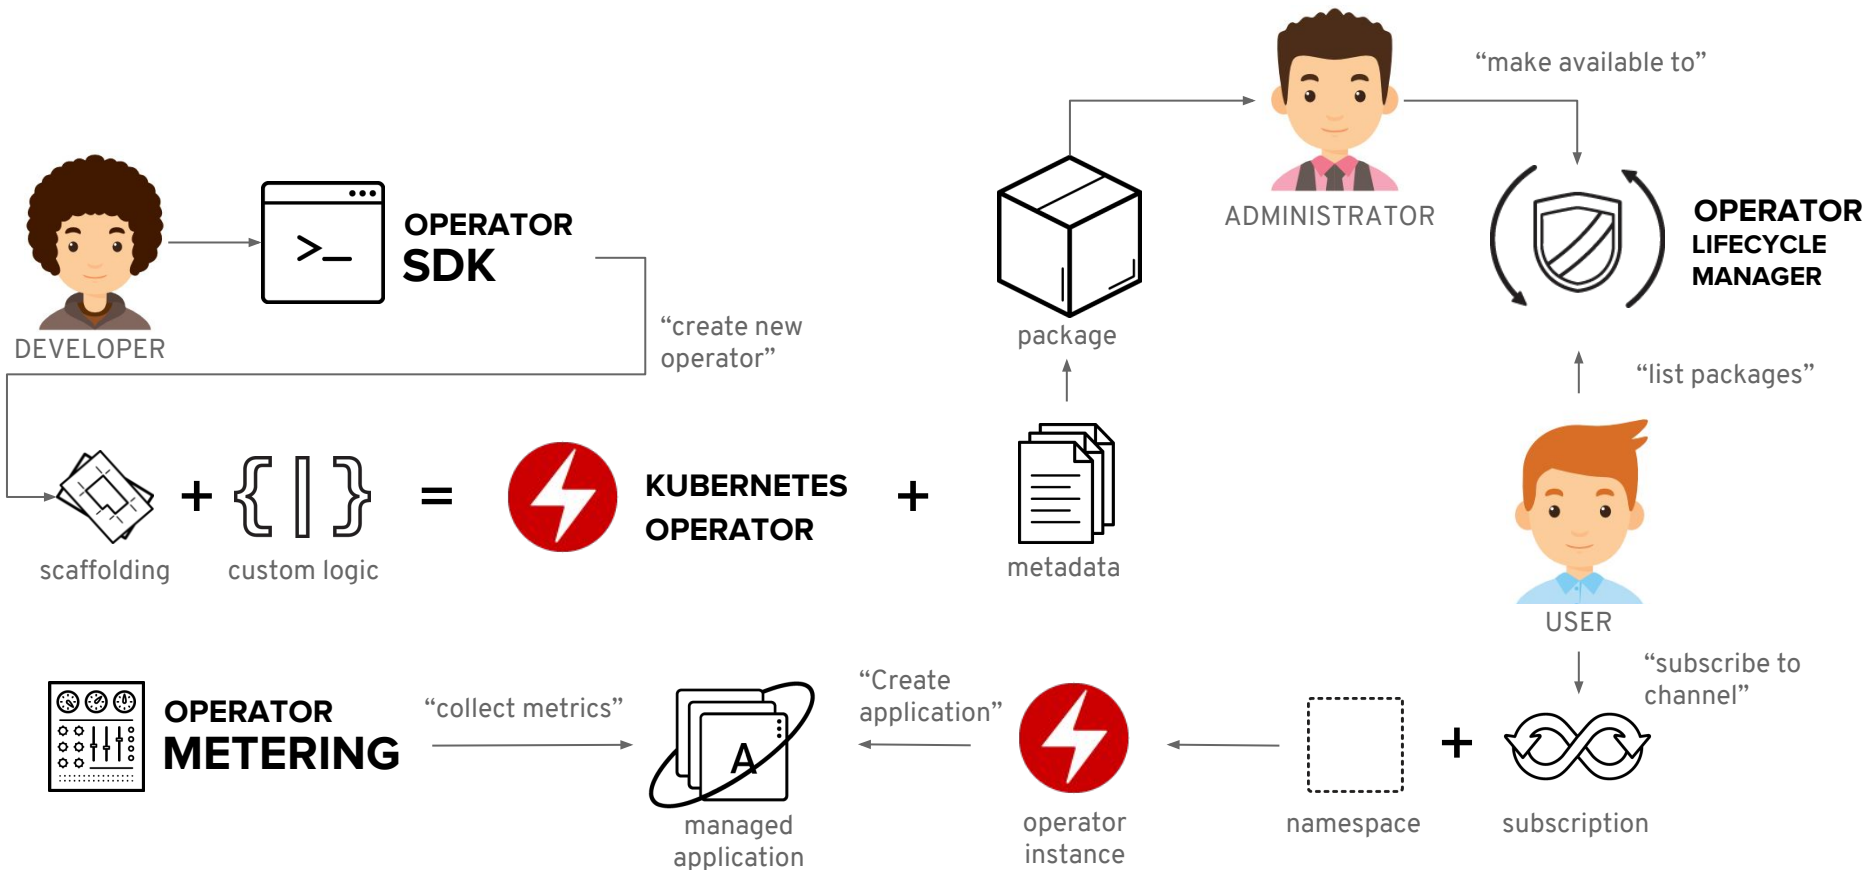 “make available to”
ADMINISTRATOR
OPERATOR
LIFECYCLE
MANAGER
OPERATOR
SDK
>_
DEVELOPER
“create new
operator”
package
“list packages”
scaffolding
+
{|}
custom logic
=
KUBERNETES
OPERATOR
+
metadata
USER
“subscribe to
channel”
OPERATOR
METERING
“collect metrics”
A
managed
application
“Create
application”
operator
instance
namespace
+
subscription